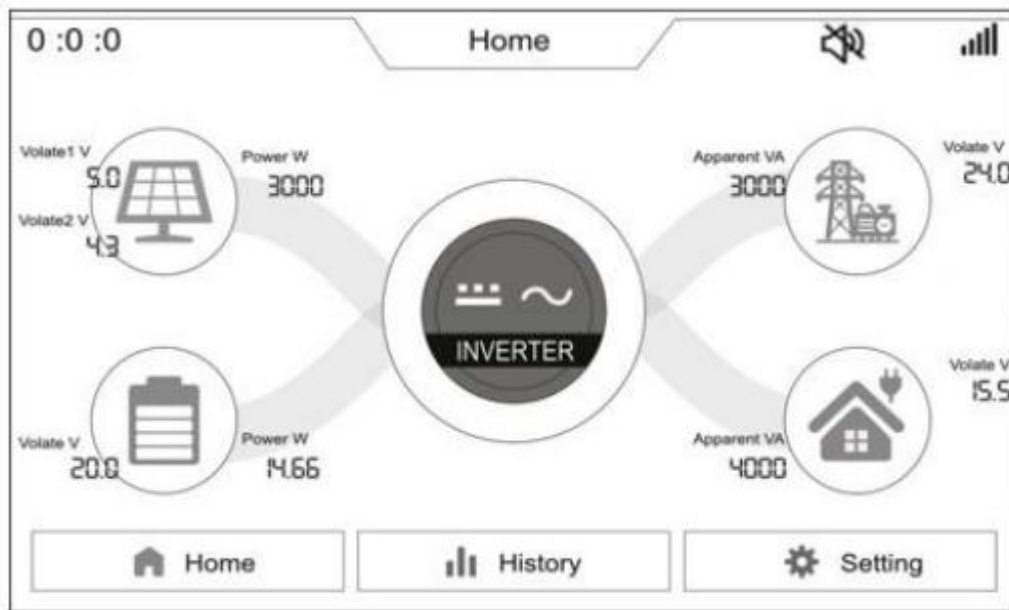 0 :0 :0
Home
Volate1 V
5.0
Volate2 V
4.3
Power W
3000
Apparent VA
3000
Volate V
24.0
INVERTER
Volate V
20.0
Power W
14.66
Apparent VA
4000
Volate V
15.5
Home
History
Setting